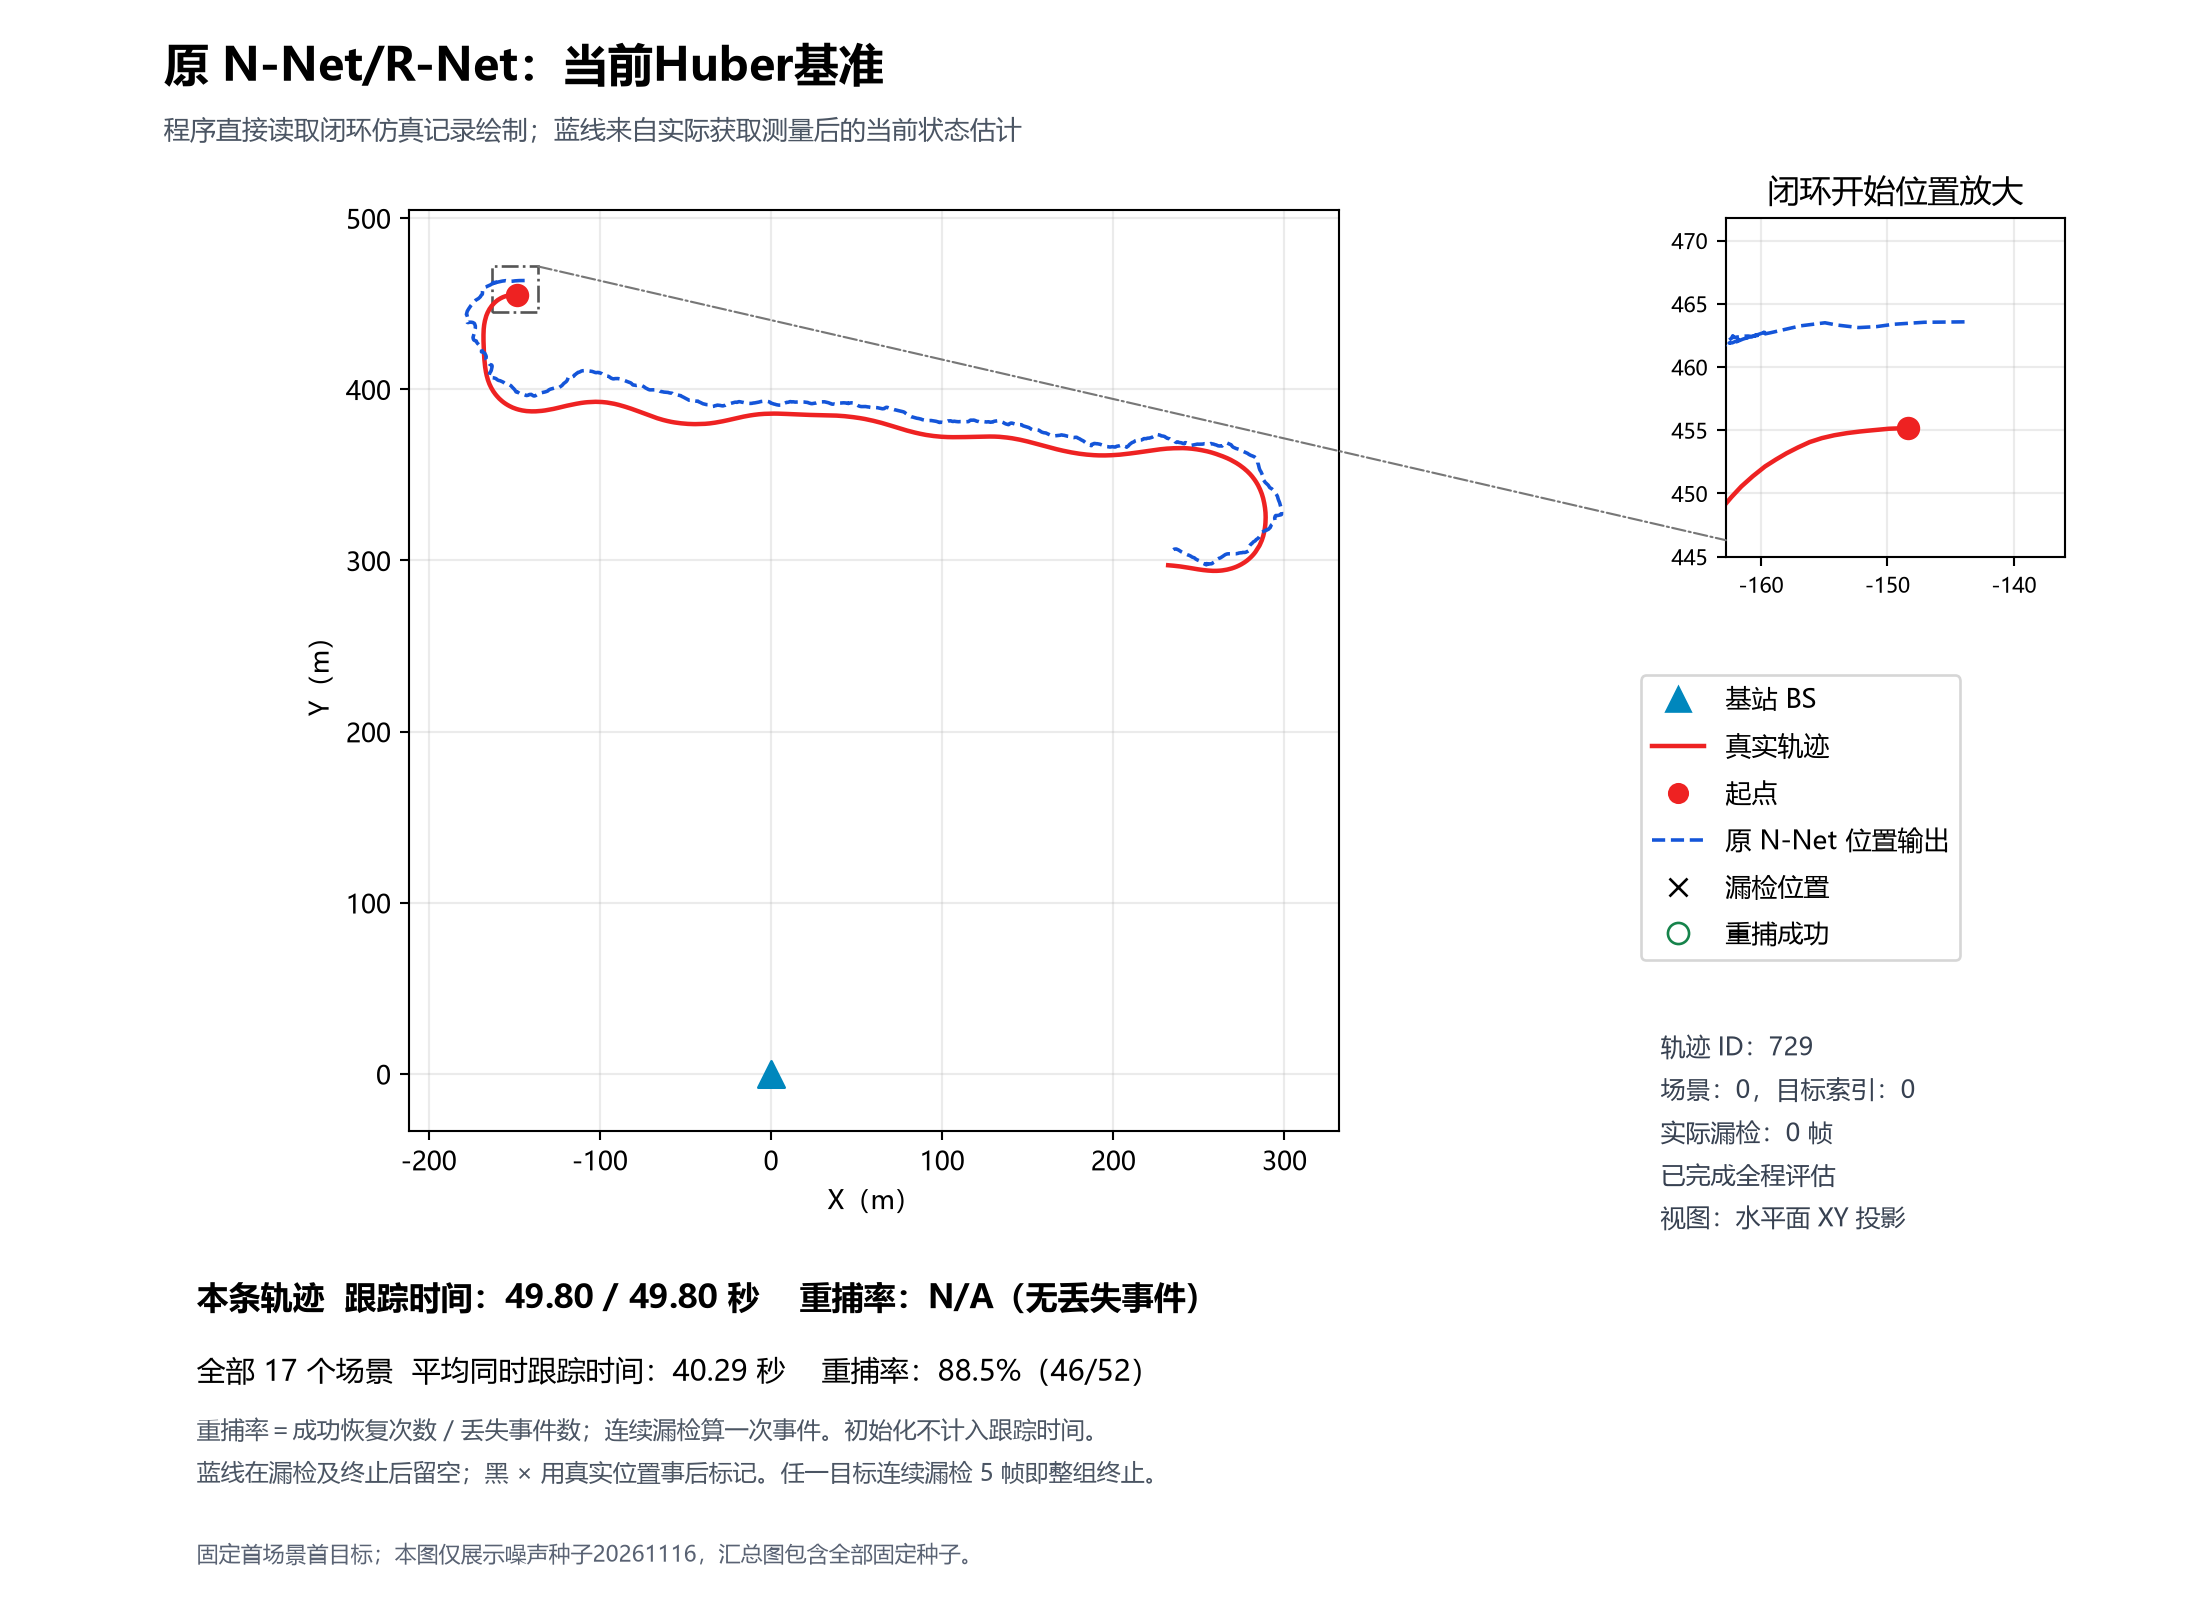 原 N-Net/R-Net：当前Huber基准
程序直接读取闭环仿真记录绘制；蓝线来自实际获取测量后的当前状态估计
闭环开始位置放大
500
400
300
200
100
0
Y（m）
-200
-100
0
100
200
300
X（m）
470
465
460
455
450
445
-160
-150
-140
基站 BS
真实轨迹
起点
原 N-Net 位置输出
漏检位置
重捕成功
轨迹 ID：729
场景：0，目标索引：0
实际漏检：0 帧
已完成全程评估
视图：水平面 XY 投影
本条轨迹 跟踪时间：49.80 / 49.80 秒 重捕率：N/A（无丢失事件）
全部 17 个场景 平均同时跟踪时间：40.29 秒 重捕率：88.5%（46/52）
重捕率＝成功恢复次数 / 丢失事件数；连续漏检算一次事件。初始化不计入跟踪时间。
蓝线在漏检及终止后留空；黑 × 用真实位置事后标记。任一目标连续漏检 5 帧即整组终止。
固定首场景首目标；本图仅展示噪声种子20261116，汇总图包含全部固定种子。